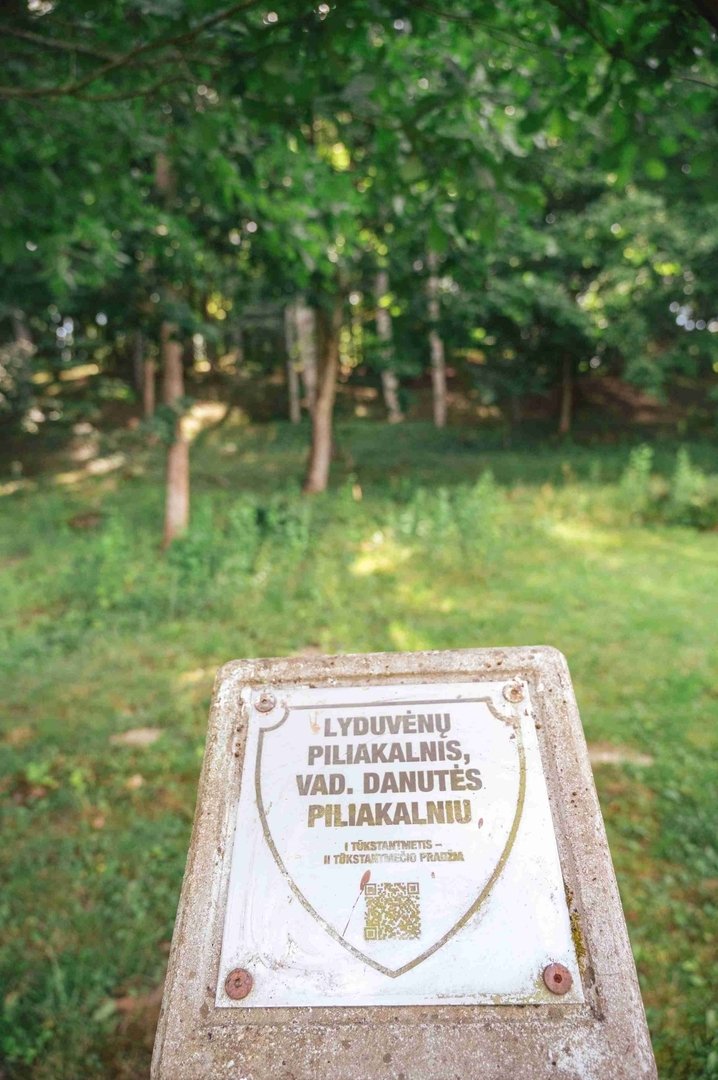 LYDUVĖNŲ
PILIAKALNIS,
VAD. DANUTĖS
PILIAKALNIU
I TŪKSTANTMETIS –
II TŪKSTANTMEČIO PRADŽIA